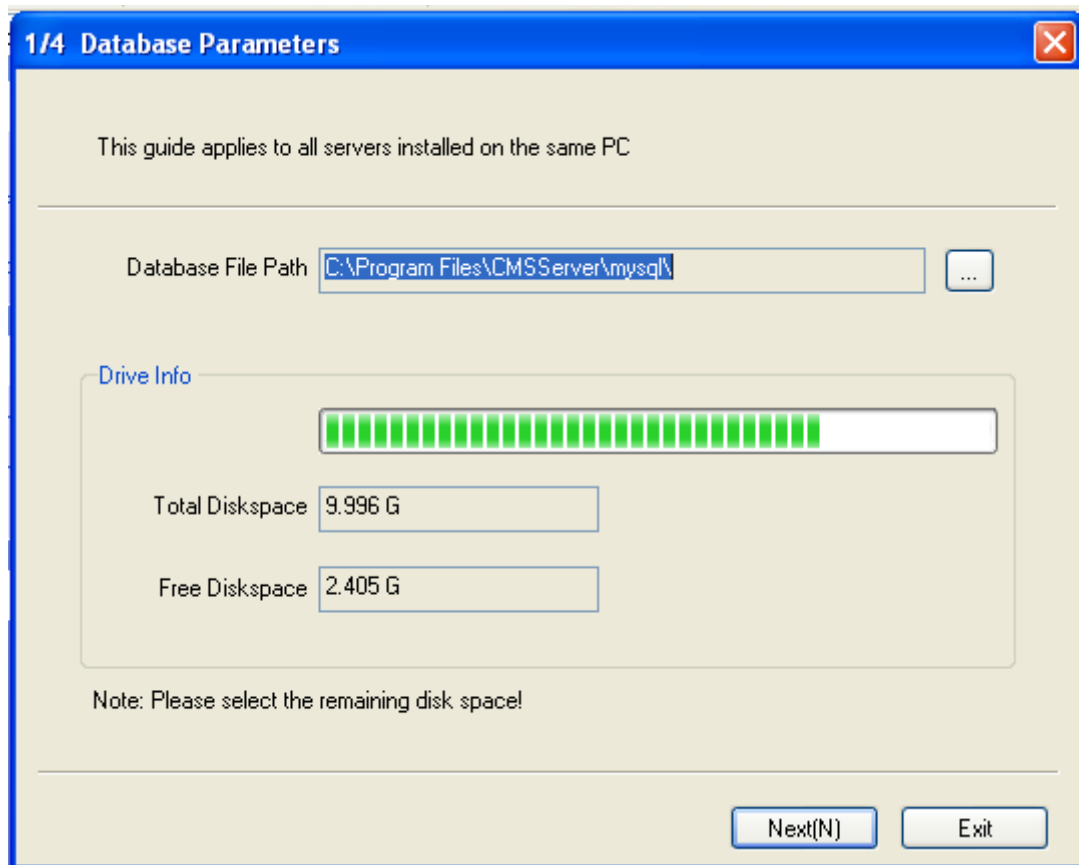 1/4 Database Parameters
This guide applies to all servers installed on the same PC
Database File Path C:\Program Files\CMSServer\mysql\ ...
Drive Info
Total Diskspace 9.996 G
Free Diskspace 2.405 G
Note: Please select the remaining disk space!
Next(N) Exit